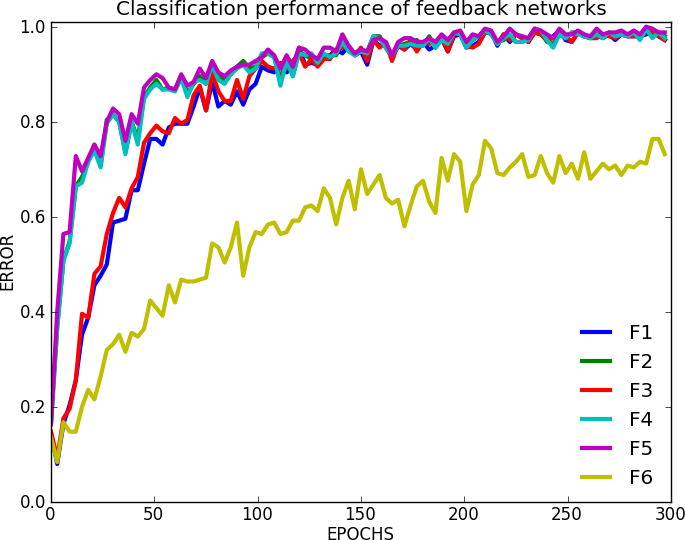 Classification performance of feedback networks
1.0
0.8
0.6
0.4
0.2
0.0
ERROR
F1
F2
F3
F4
F5
F6
0 50 100 150 200 250 300
EPOCHS